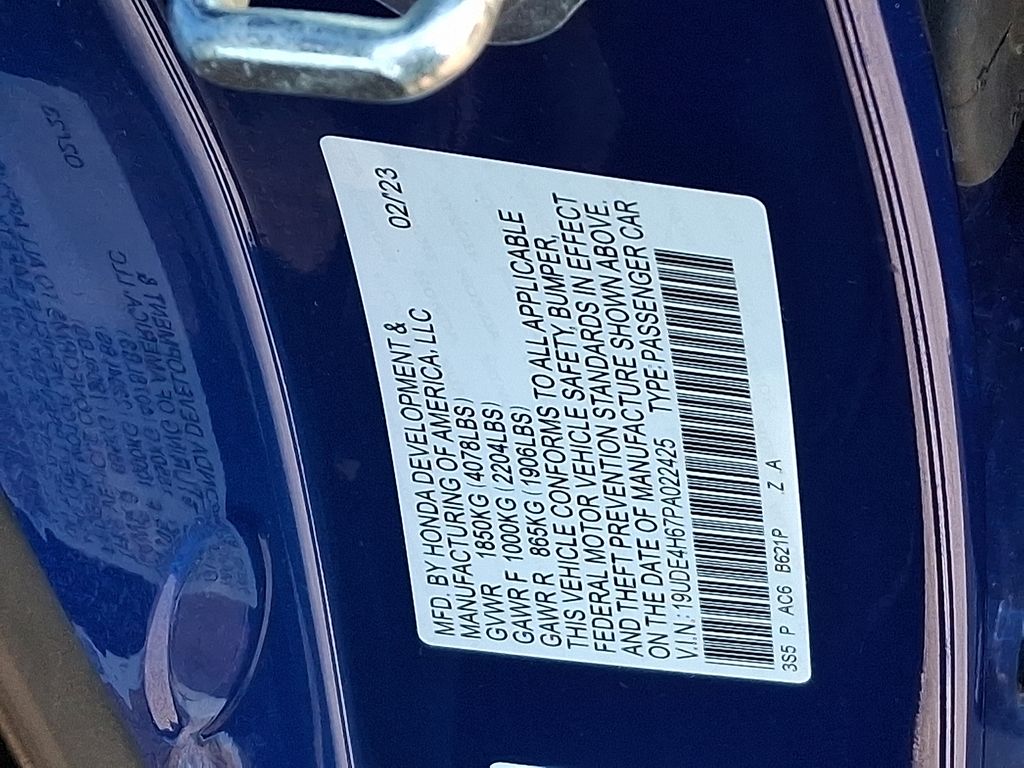 MFD. BY HONDA DEVELOPMENT &
MANUFACTURING OF AMERICA, LLC 02/23
GVWR 1850KG (4078LBS)
GAWR F 1000KG (2204LBS)
GAWR R 865KG (1906LBS)
THIS VEHICLE CONFORMS TO ALL APPLICABLE
FEDERAL MOTOR VEHICLE SAFETY, BUMPER,
AND THEFT PREVENTION STANDARDS IN EFFECT
ON THE DATE OF MANUFACTURE SHOWN ABOVE.
V.I.N: 19UDE4H67PA022425 TYPE: PASSENGER CAR
3S5 P AC6 B621P Z A